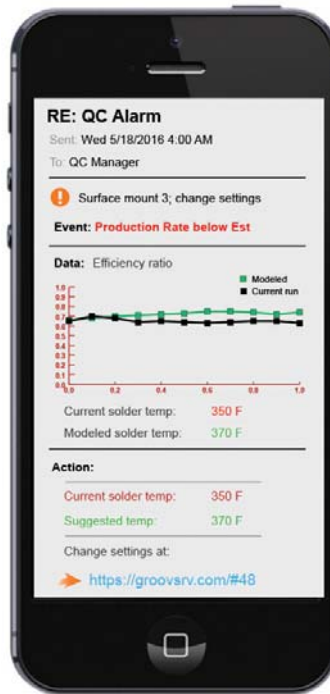 RE: QC Alarm
Sent: Wed 5/18/2016 4:00 AM
To: QC Manager
Surface mount 3; change settings
Event: Production Rate below Est
Data: Efficiency ratio
Modeled
Current run
1.0
0.9
0.8
0.7
0.6
0.5
0.4
0.3
0.2
0.1
0.0
0.0 0.2 0.4 0.6 0.8 1.0
Current solder temp: 350 F
Modeled solder temp: 370 F
Action:
Current solder temp: 350 F
Suggested temp: 370 F
Change settings at:
https://groovsrv.com/#48